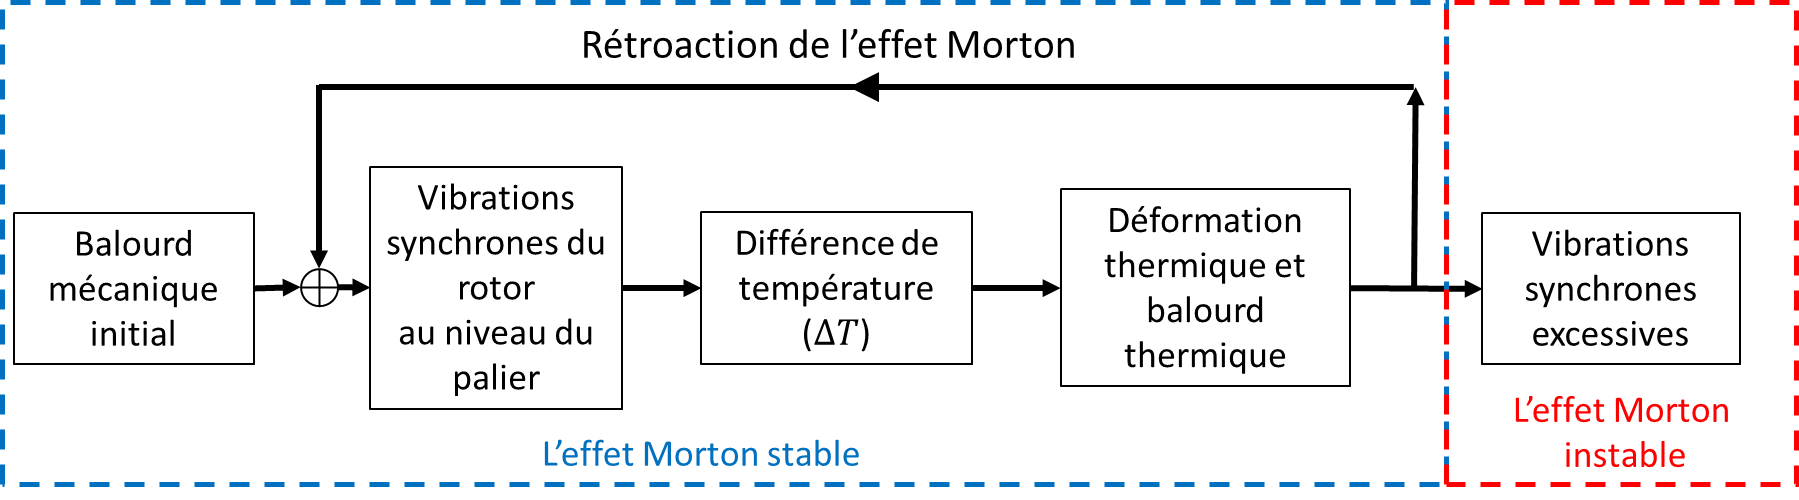 Rétroaction de l’effet Morton
Balourd
mécanique
initial
Vibrations
synchrones du
rotor
au niveau du
palier
Différence de
température
(Δ𝑇)
Déformation
thermique et
balourd
thermique
Vibrations
synchrones
excessives
L’effet Morton stable
L’effet Morton
instable